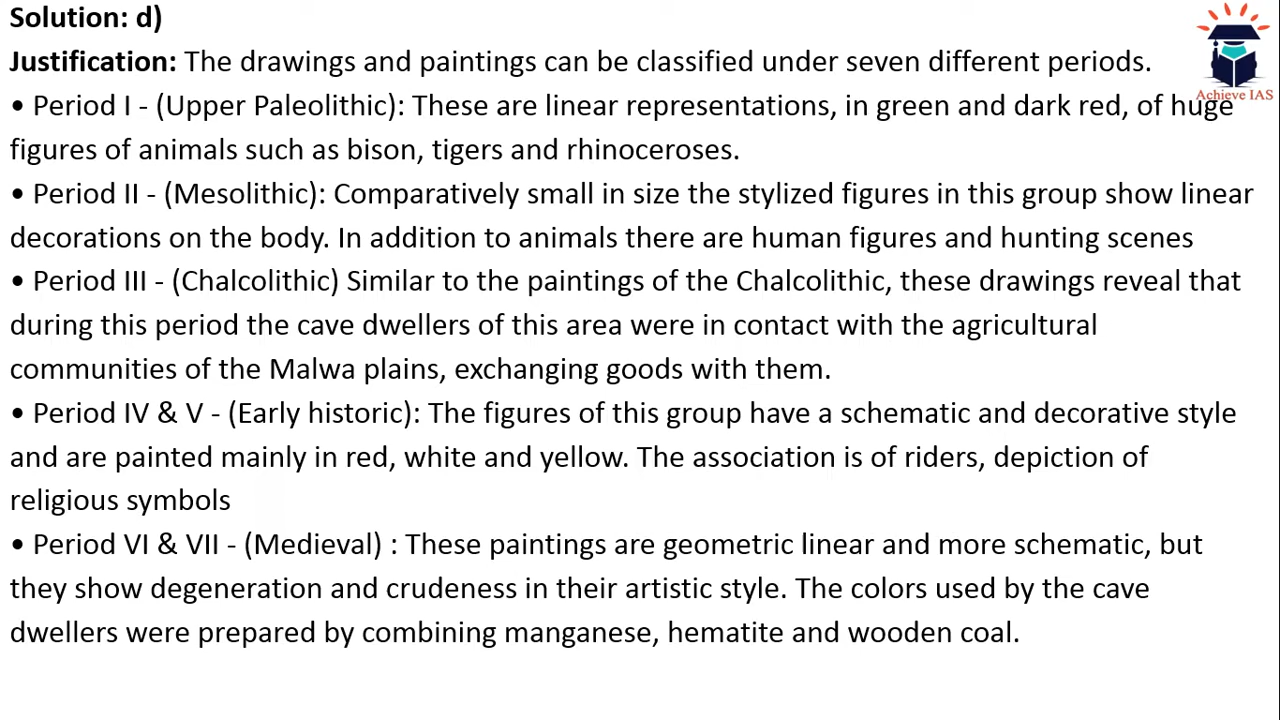 Solution: d)
Justification: The drawings and paintings can be classified under seven different periods.
• Period I - (Upper Paleolithic): These are linear representations, in green and dark red, of huge
figures of animals such as bison, tigers and rhinoceroses.
• Period II - (Mesolithic): Comparatively small in size the stylized figures in this group show linear
decorations on the body. In addition to animals there are human figures and hunting scenes
• Period III - (Chalcolithic) Similar to the paintings of the Chalcolithic, these drawings reveal that
during this period the cave dwellers of this area were in contact with the agricultural
communities of the Malwa plains, exchanging goods with them.
• Period IV & V - (Early historic): The figures of this group have a schematic and decorative style
and are painted mainly in red, white and yellow. The association is of riders, depiction of
religious symbols
• Period VI & VII - (Medieval) : These paintings are geometric linear and more schematic, but
they show degeneration and crudeness in their artistic style. The colors used by the cave
dwellers were prepared by combining manganese, hematite and wooden coal.
Achieve IAS